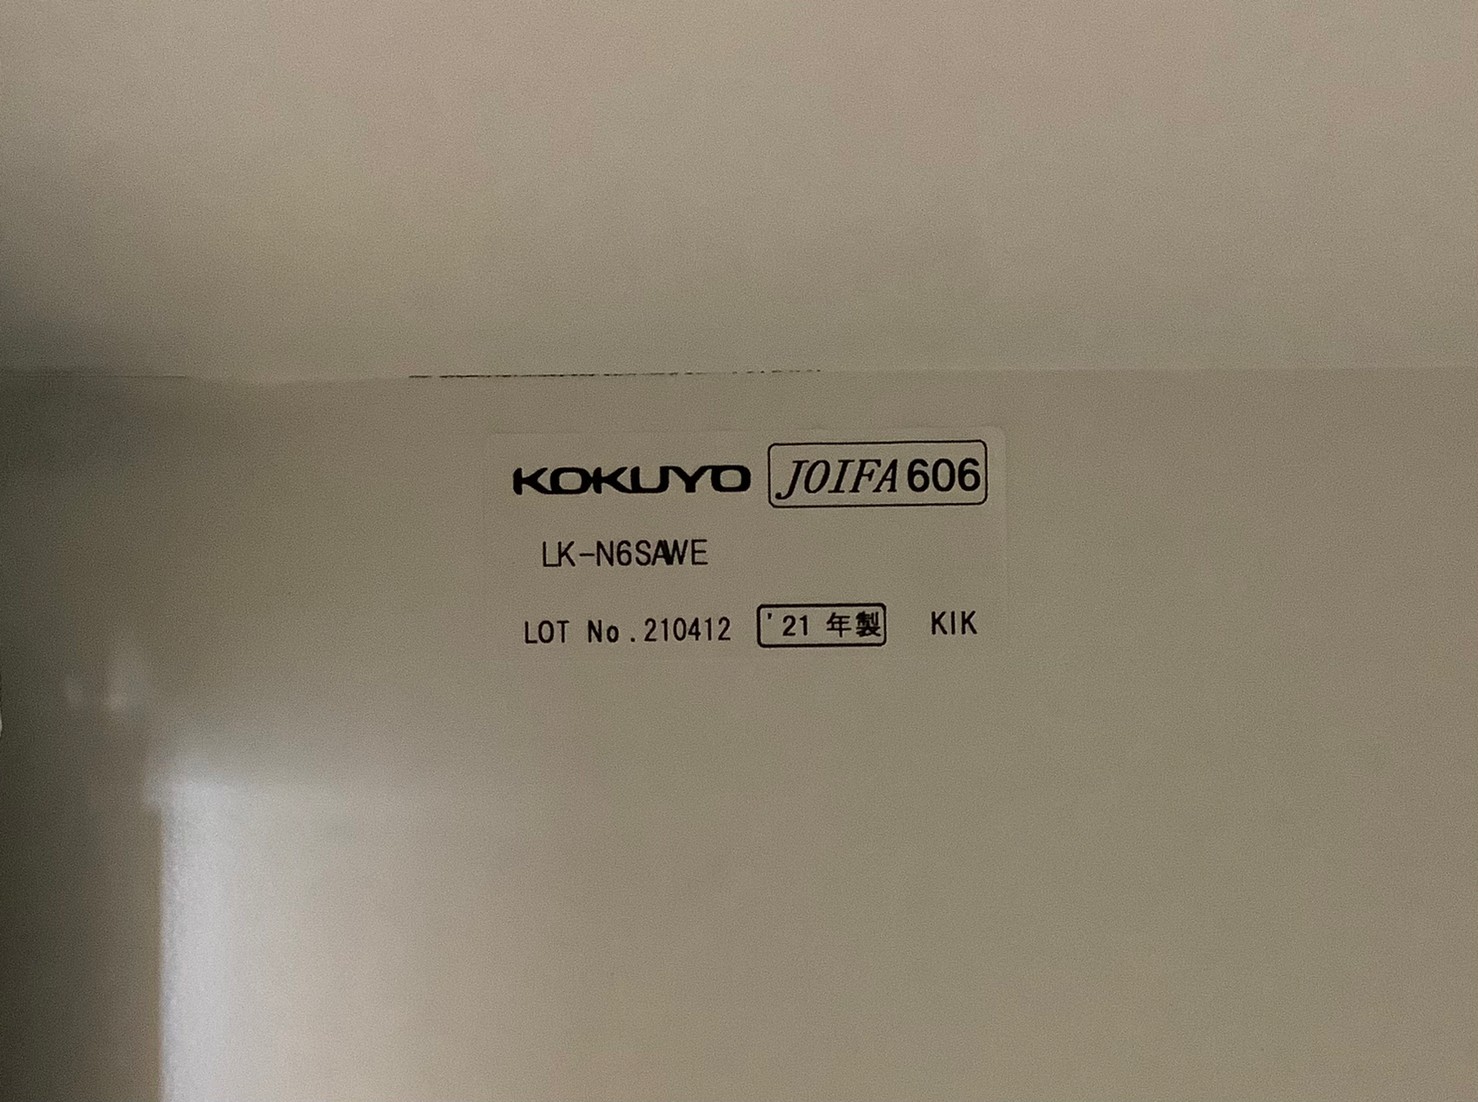 KOKUYO JOIFA 606
LK-N6SAWE
LOT No.210412 '21 年製 KIK